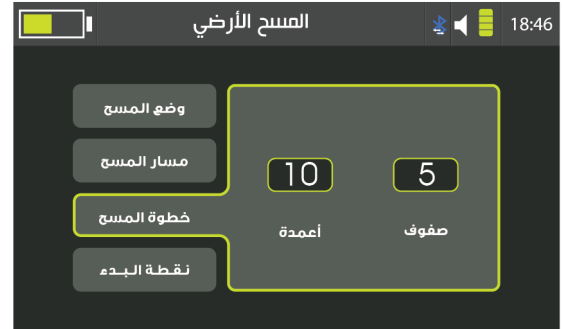 المسح الأرضي
18:46
وضع المسح
مسار المسح
خطوة المسح
نقطة البدء
5
صفوف
10
أعمدة